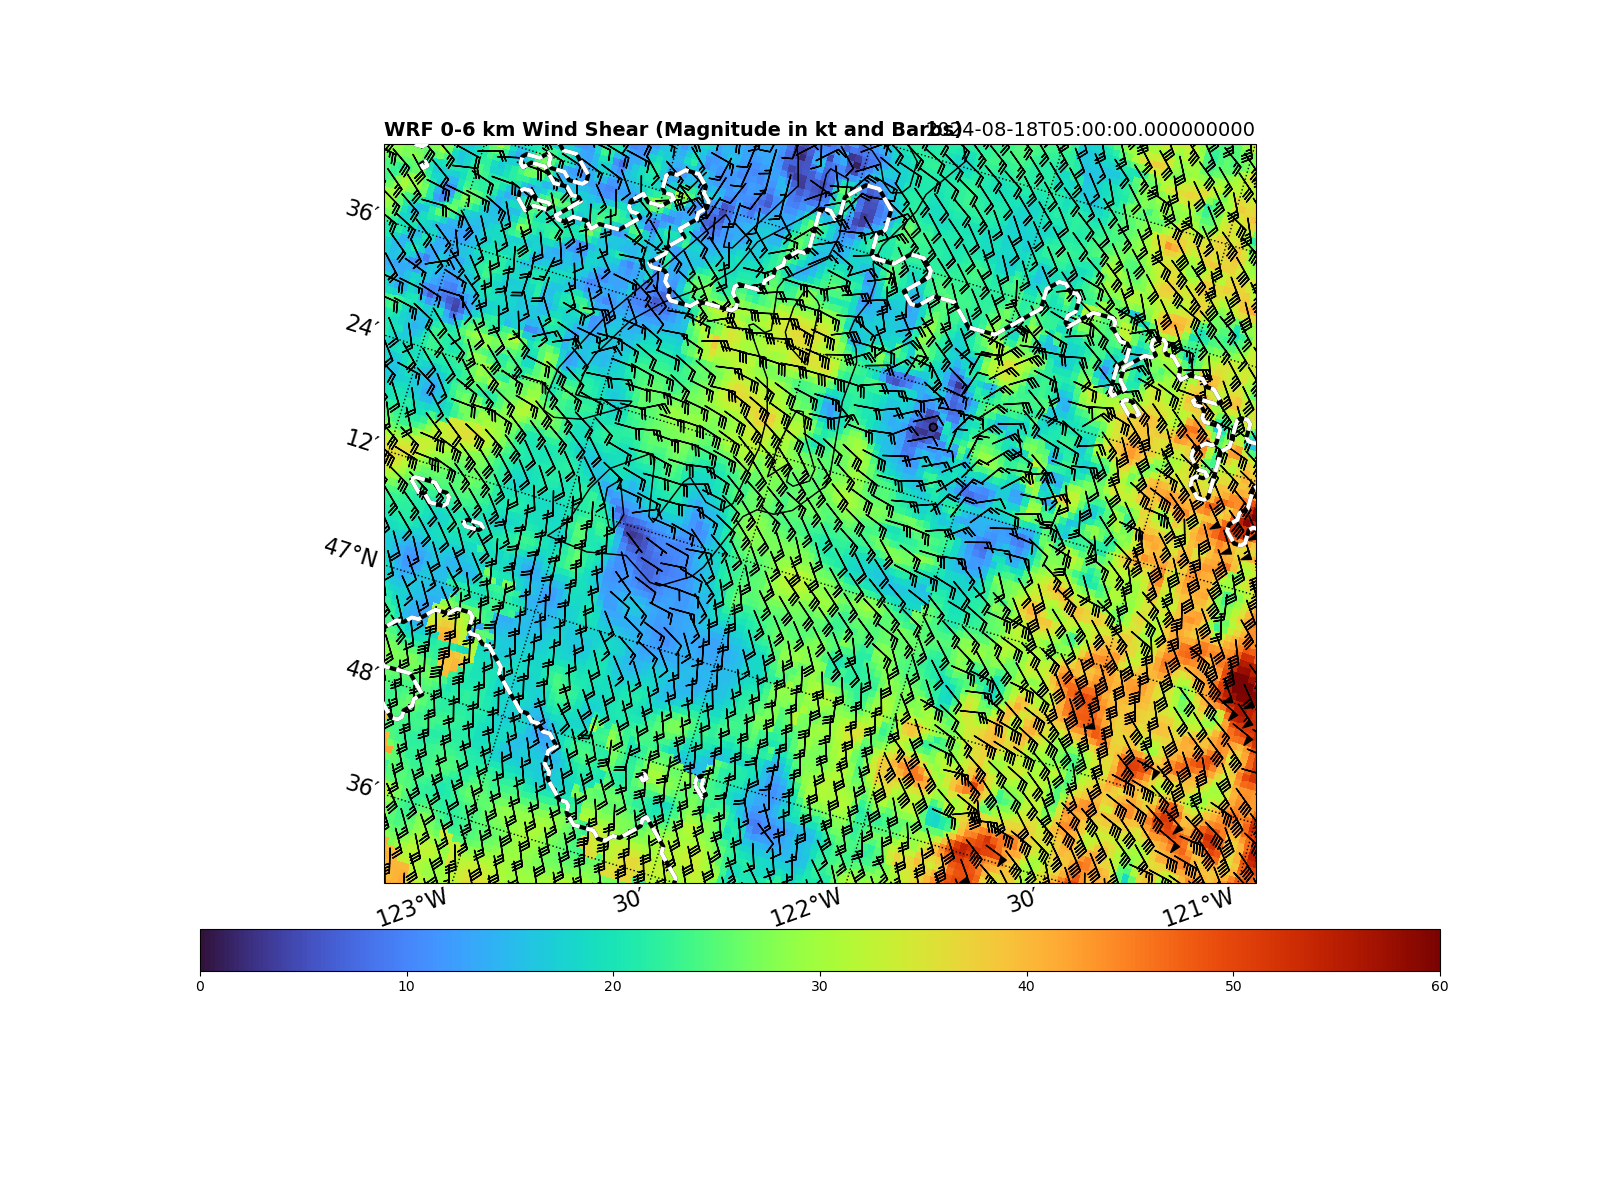 WRF 0-6 km Wind Shear (Magnitude in kt and Barbs) 2024-08-18T05:00:00.000000000
36′
24′
12′
47°N
48′
36′
123°W 30′ 122°W 30′ 121°W
0 10 20 30 40 50 60